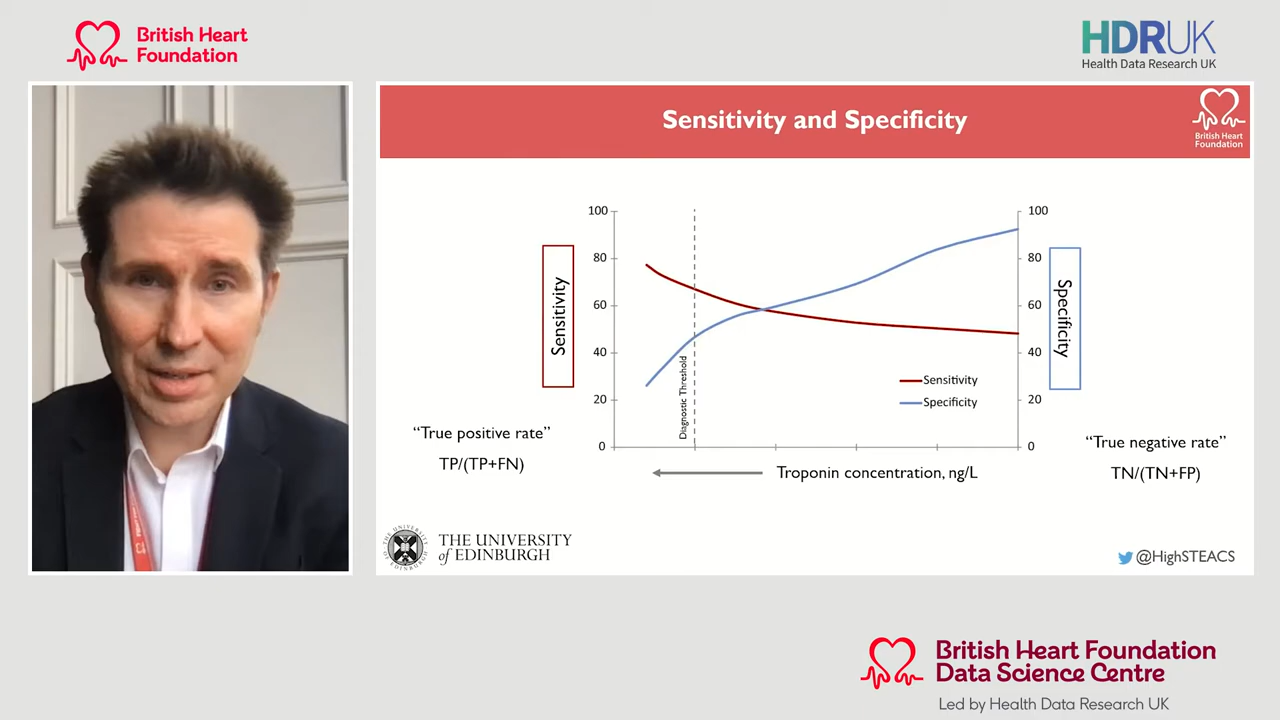 British Heart
Foundation
HDRUK
Health Data Research UK
Sensitivity and Specificity
British Heart
Foundation
100
80
60
40
20
0
Sensitivity
Diagnostic Threshold
Sensitivity
Specificity
100
80
60
40
20
0
Specificity
“True positive rate”
TP/(TP+FN)
Troponin concentration, ng/L
“True negative rate”
TN/(TN+FP)
THE UNIVERSITY
of EDINBURGH
@HighSTEACS
British Heart Foundation
Data Science Centre
Led by Health Data Research UK